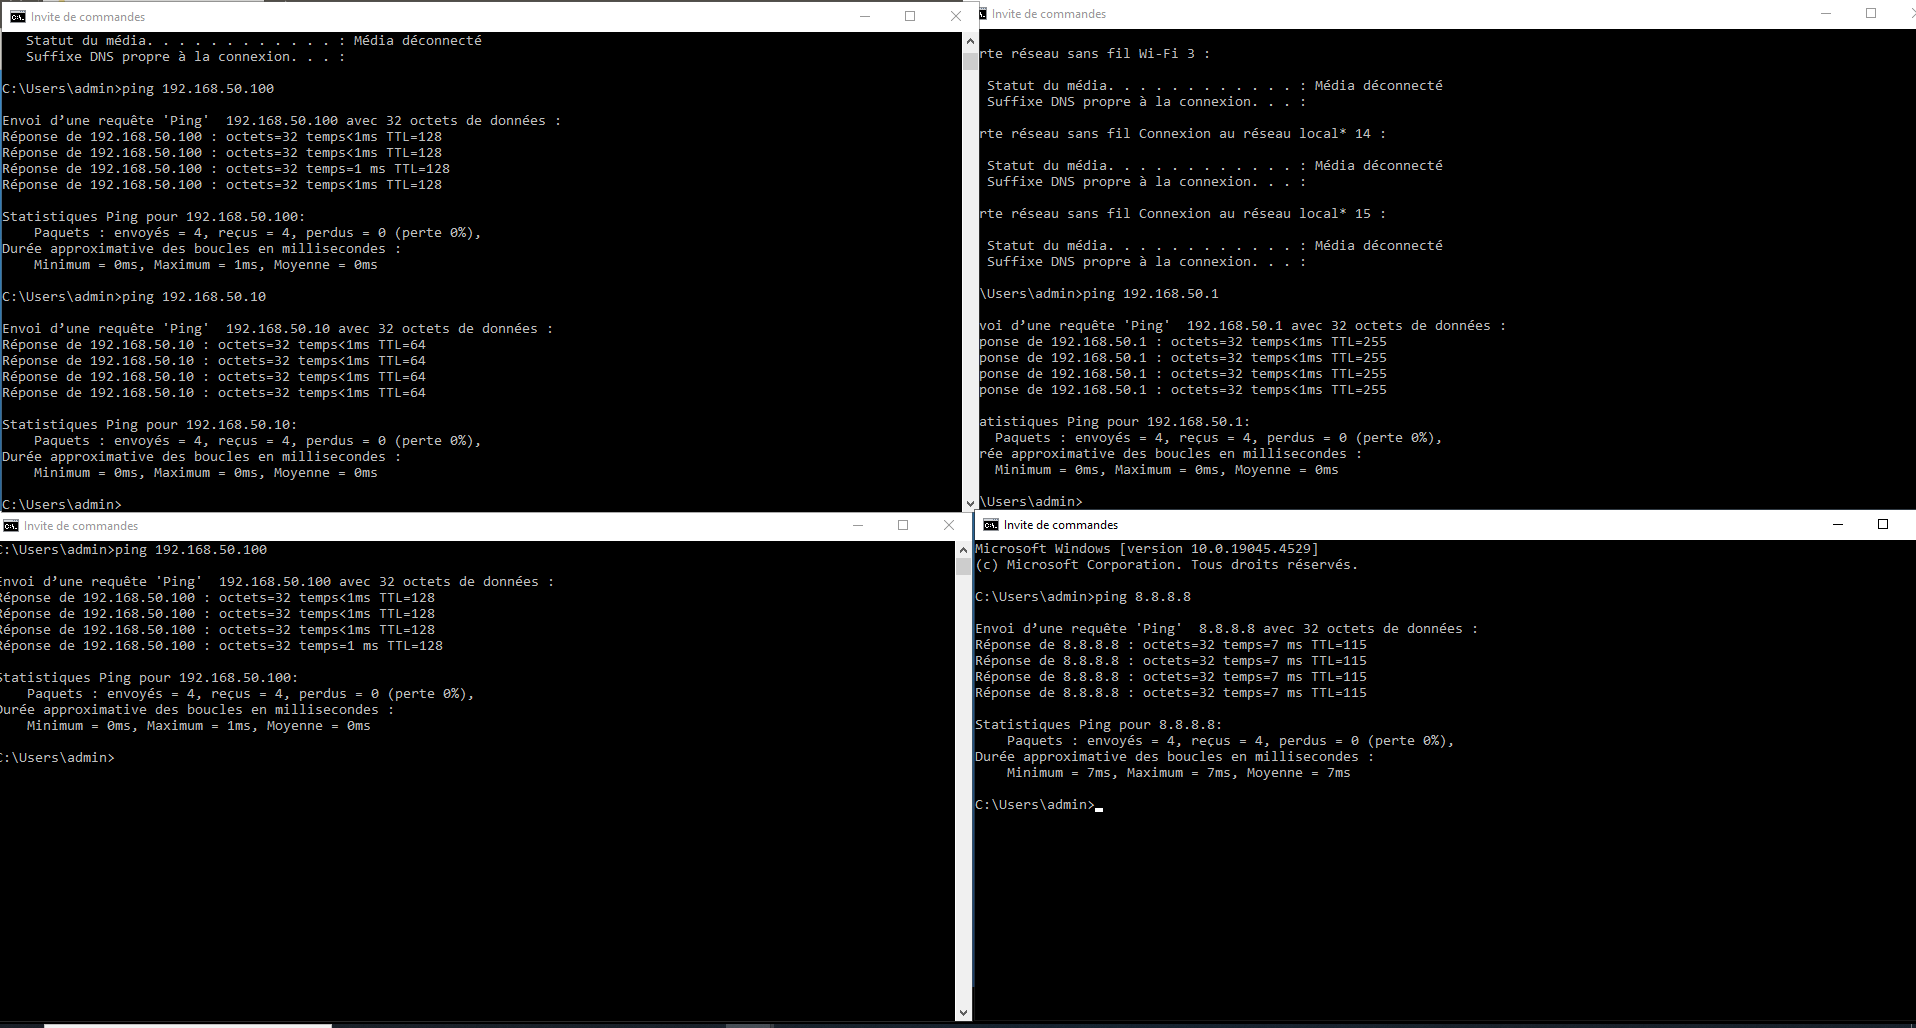 Invite de commandes
Statut du média. . . . . . . . . . . . : Média déconnecté
Suffixe DNS propre à la connexion. . . :
C:\Users\admin>ping 192.168.50.100
Envoi d’une requête 'Ping'  192.168.50.100 avec 32 octets de données :
Réponse de 192.168.50.100 : octets=32 temps<1ms TTL=128
Réponse de 192.168.50.100 : octets=32 temps<1ms TTL=128
Réponse de 192.168.50.100 : octets=32 temps=1 ms TTL=128
Réponse de 192.168.50.100 : octets=32 temps<1ms TTL=128
Statistiques Ping pour 192.168.50.100:
Paquets : envoyés = 4, reçus = 4, perdus = 0 (perte 0%),
Durée approximative des boucles en millisecondes :
Minimum = 0ms, Maximum = 1ms, Moyenne = 0ms
C:\Users\admin>ping 192.168.50.10
Envoi d’une requête 'Ping'  192.168.50.10 avec 32 octets de données :
Réponse de 192.168.50.10 : octets=32 temps<1ms TTL=64
Réponse de 192.168.50.10 : octets=32 temps<1ms TTL=64
Réponse de 192.168.50.10 : octets=32 temps<1ms TTL=64
Réponse de 192.168.50.10 : octets=32 temps<1ms TTL=64
Statistiques Ping pour 192.168.50.10:
Paquets : envoyés = 4, reçus = 4, perdus = 0 (perte 0%),
Durée approximative des boucles en millisecondes :
Minimum = 0ms, Maximum = 0ms, Moyenne = 0ms
C:\Users\admin>
Invite de commandes
rte réseau sans fil Wi-Fi 3 :
Statut du média. . . . . . . . . . . . : Média déconnecté
Suffixe DNS propre à la connexion. . . :
rte réseau sans fil Connexion au réseau local* 14 :
Statut du média. . . . . . . . . . . . : Média déconnecté
Suffixe DNS propre à la connexion. . . :
rte réseau sans fil Connexion au réseau local* 15 :
Statut du média. . . . . . . . . . . . : Média déconnecté
Suffixe DNS propre à la connexion. . . :
\Users\admin>ping 192.168.50.1
voi d’une requête 'Ping'  192.168.50.1 avec 32 octets de données :
ponse de 192.168.50.1 : octets=32 temps<1ms TTL=255
ponse de 192.168.50.1 : octets=32 temps<1ms TTL=255
ponse de 192.168.50.1 : octets=32 temps<1ms TTL=255
ponse de 192.168.50.1 : octets=32 temps<1ms TTL=255
atistiques Ping pour 192.168.50.1:
Paquets : envoyés = 4, reçus = 4, perdus = 0 (perte 0%),
rée approximative des boucles en millisecondes :
Minimum = 0ms, Maximum = 0ms, Moyenne = 0ms
\Users\admin>
Invite de commandes
C:\Users\admin>ping 192.168.50.100
Envoi d’une requête 'Ping'  192.168.50.100 avec 32 octets de données :
Réponse de 192.168.50.100 : octets=32 temps<1ms TTL=128
Réponse de 192.168.50.100 : octets=32 temps<1ms TTL=128
Réponse de 192.168.50.100 : octets=32 temps<1ms TTL=128
Réponse de 192.168.50.100 : octets=32 temps=1 ms TTL=128
Statistiques Ping pour 192.168.50.100:
Paquets : envoyés = 4, reçus = 4, perdus = 0 (perte 0%),
Durée approximative des boucles en millisecondes :
Minimum = 0ms, Maximum = 1ms, Moyenne = 0ms
C:\Users\admin>
Invite de commandes
Microsoft Windows [version 10.0.19045.4529]
(c) Microsoft Corporation. Tous droits réservés.
C:\Users\admin>ping 8.8.8.8
Envoi d’une requête 'Ping'  8.8.8.8 avec 32 octets de données :
Réponse de 8.8.8.8 : octets=32 temps=7 ms TTL=115
Réponse de 8.8.8.8 : octets=32 temps=7 ms TTL=115
Réponse de 8.8.8.8 : octets=32 temps=7 ms TTL=115
Réponse de 8.8.8.8 : octets=32 temps=7 ms TTL=115
Statistiques Ping pour 8.8.8.8:
Paquets : envoyés = 4, reçus = 4, perdus = 0 (perte 0%),
Durée approximative des boucles en millisecondes :
Minimum = 7ms, Maximum = 7ms, Moyenne = 7ms
C:\Users\admin>